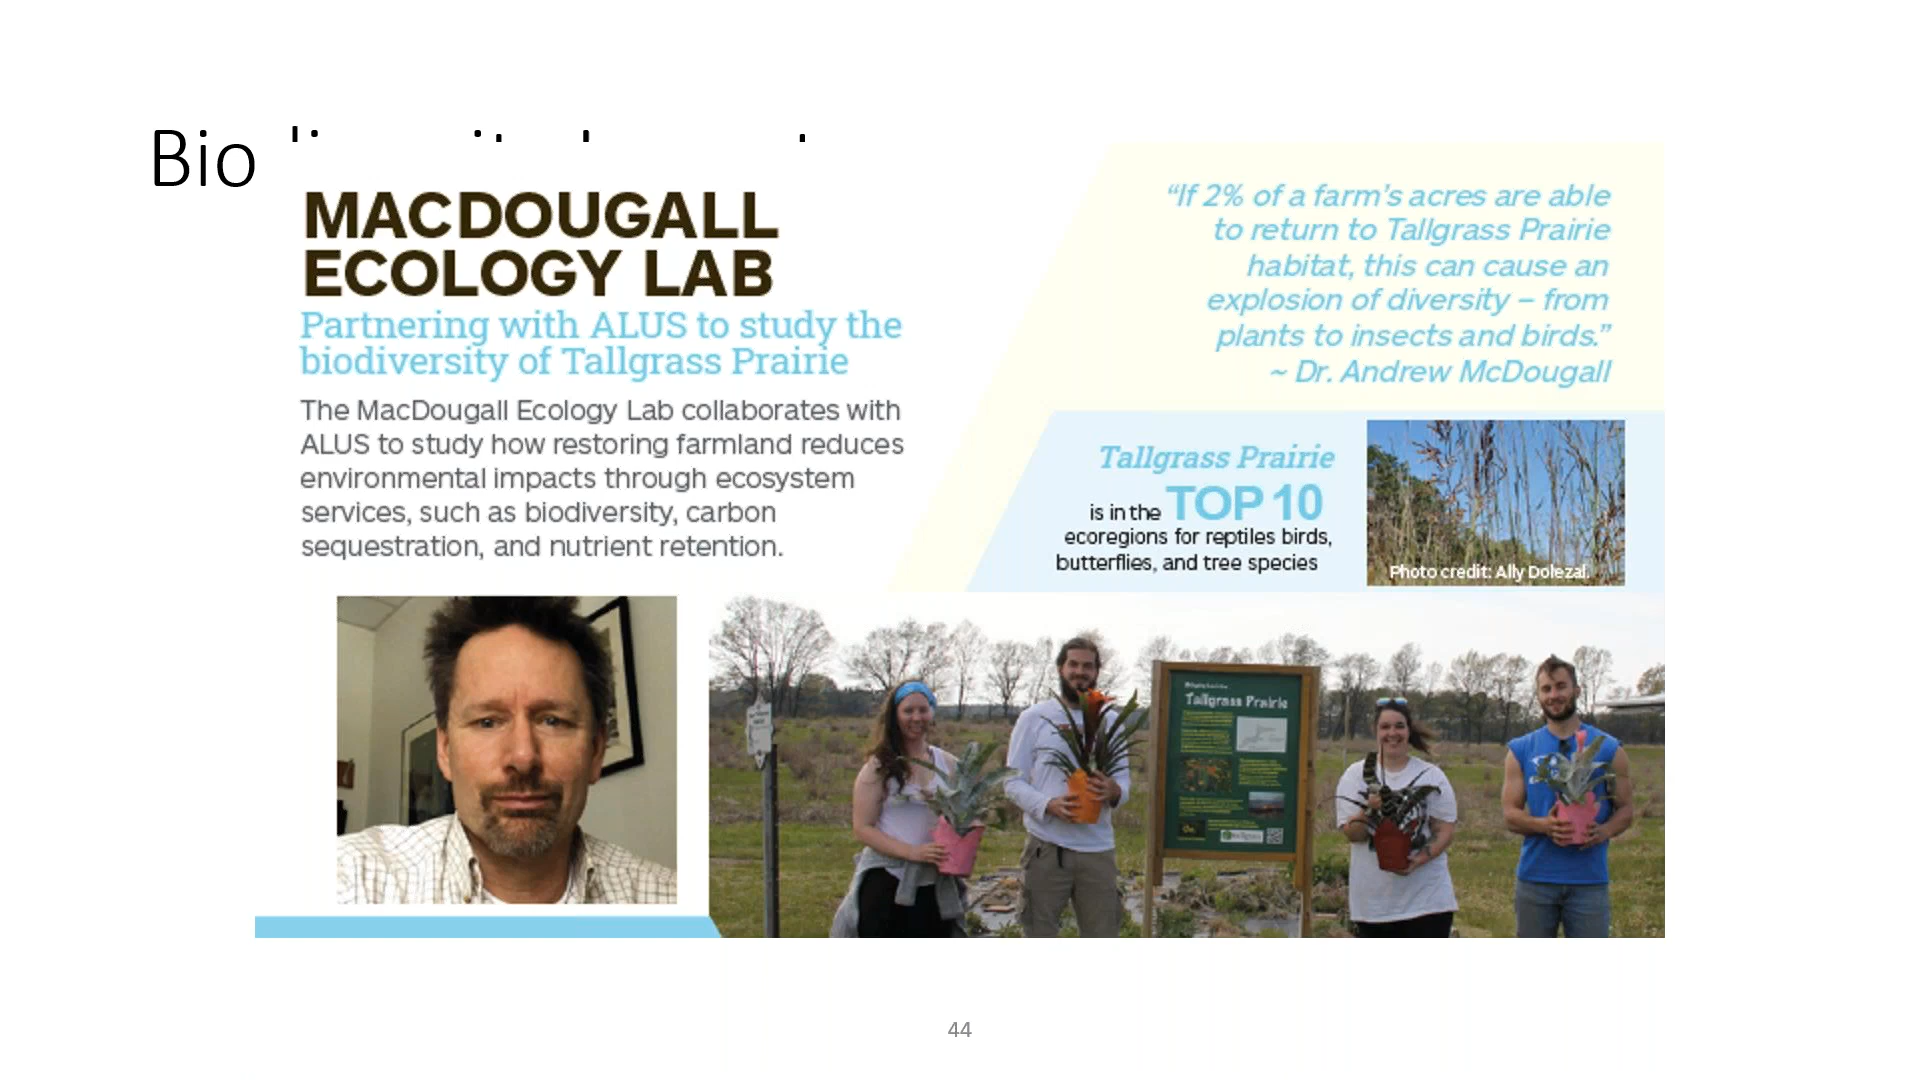 Bio
MACDOUGALL
ECOLOGY LAB
Partnering with ALUS to study the
biodiversity of Tallgrass Prairie
The MacDougall Ecology Lab collaborates with
ALUS to study how restoring farmland reduces
environmental impacts through ecosystem
services, such as biodiversity, carbon
sequestration, and nutrient retention.
“If 2% of a farm’s acres are able
to return to Tallgrass Prairie
habitat, this can cause an
explosion of diversity – from
plants to insects and birds.”
~ Dr. Andrew McDougall
Tallgrass Prairie
is in the TOP 10
ecoregions for reptiles birds,
butterflies, and tree species
Photo credit: Ally Dolezal.
Tallgrass Prairie
44